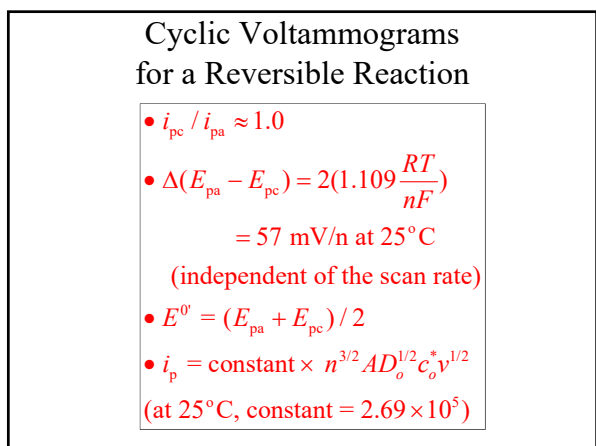 Cyclic Voltammograms
for a Reversible Reaction
• i_pc / i_pa ≈ 1.0
• Δ(E_pa − E_pc) = 2(1.109 RT/nF)
= 57 mV/n at 25°C
(independent of the scan rate)
• E^0' = (E_pa + E_pc) / 2
• i_p = constant × n^3/2 AD_o^1/2 c_o^* v^1/2
(at 25°C, constant = 2.69 × 10^5)